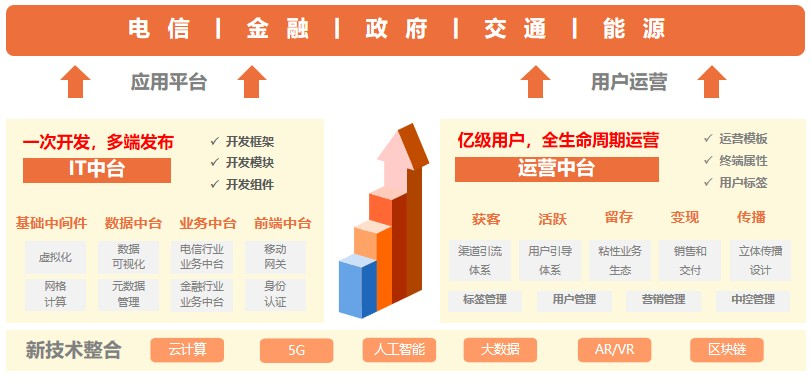 电信 | 金融 | 政府 | 交通 | 能源
应用平台
用户运营
一次开发，多端发布
IT中台
✓ 开发框架
✓ 开发模块
✓ 开发组件
基础中间件 数据中台 业务中台 前端中台
虚拟化
数据
可视化
电信行业
业务中台
移动
网关
网格
计算
元数据
管理
金融行业
业务中台
身份
认证
亿级用户，全生命周期运营
运营中台
✓ 运营模板
✓ 终端属性
✓ 用户标签
获客 活跃 留存 变现 传播
渠道引流
体系
用户引导
体系
粘性业务
生态
销售和
交付
立体传播
设计
标签管理 用户管理 营销管理 中控管理
新技术整合 云计算 5G 人工智能 大数据 AR/VR 区块链